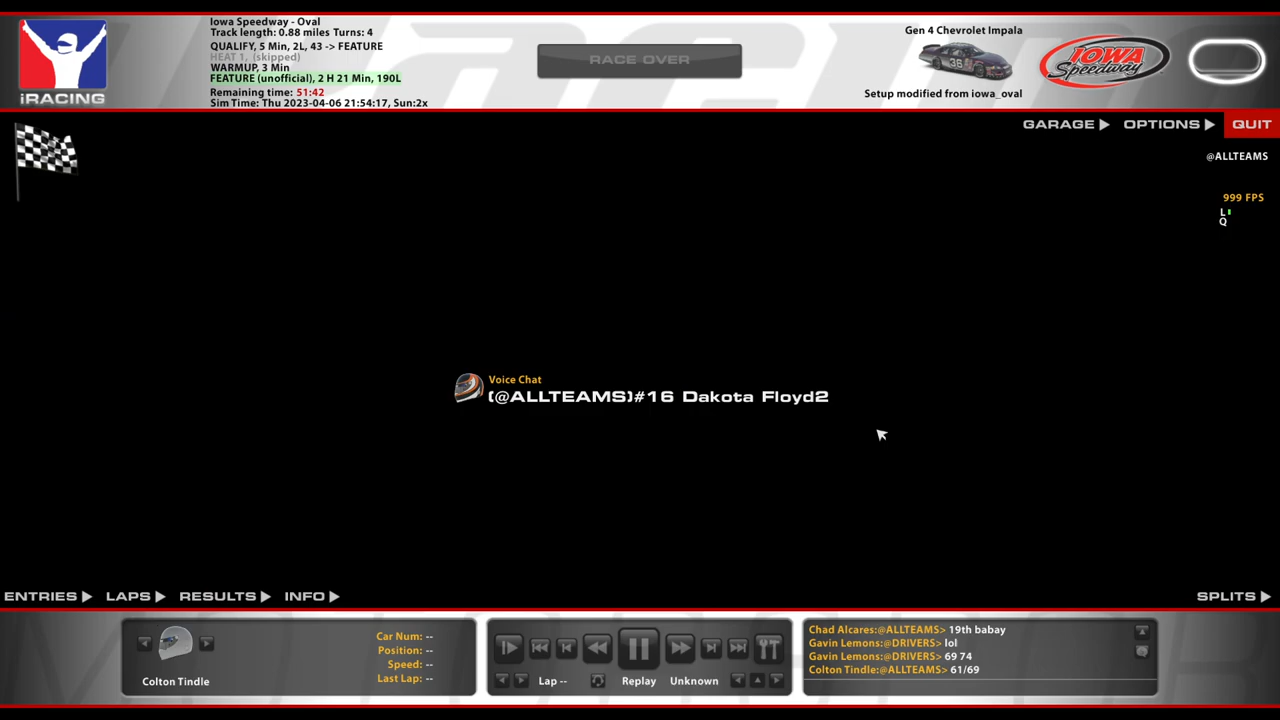 iRACING
Iowa Speedway - Oval
Track length: 0.88 miles Turns: 4
QUALIFY, 5 Min, 2L, 43 -> FEATURE
HEAT 1, (skipped)
WARMUP, 3 Min
FEATURE (unofficial), 2 H 21 Min, 190L
Remaining time: 51:42
Sim Time: Thu 2023-04-06 21:54:17, Sun:2x
RACE OVER
Gen 4 Chevrolet Impala
Setup modified from iowa_oval
IOWA
Speedway
GARAGE
OPTIONS
QUIT
@ALLTEAMS
999 FPS
L
Q
Voice Chat
(@ALLTEAMS)#16 Dakota Floyd2
ENTRIES
LAPS
RESULTS
INFO
SPLITS
Colton Tindle
Car Num: --
Position: --
Speed: --
Last Lap: --
Lap --
Replay
Unknown
Chad Alcares:@ALLTEAMS> 19th babay
Gavin Lemons:@DRIVERS> lol
Gavin Lemons:@DRIVERS> 69 74
Colton Tindle:@ALLTEAMS> 61/69